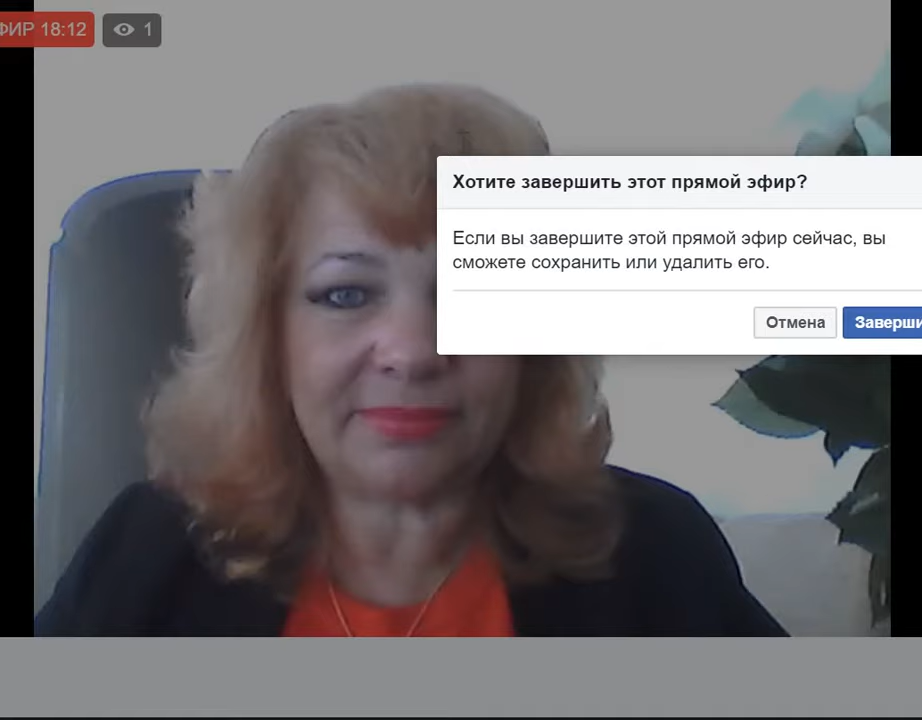 ФИР 18:12
1
Хотите завершить этот прямой эфир?
Если вы завершите этой прямой эфир сейчас, вы
сможете сохранить или удалить его.
Отмена
Заверши